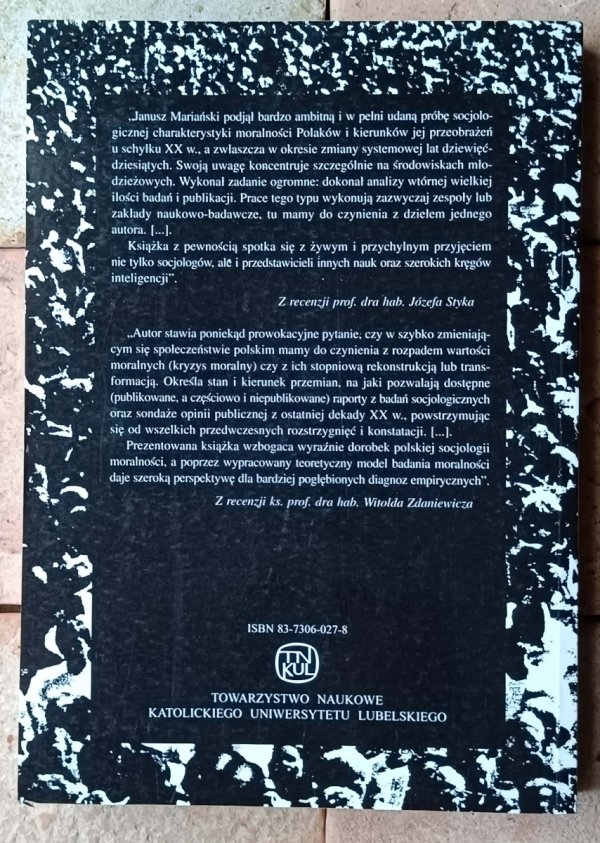 „Janusz Mariański podjął bardzo ambitną i w pełni udaną próbę socjolo-
gicznej charakterystyki moralności Polaków i kierunków jej przeobrażeń
u schyłku XX w., a zwłaszcza w okresie zmiany systemowej lat dziewięć-
dziesiątych. Swoją uwagę koncentruje szczególnie na środowiskach mło-
dzieżowych. Wykonał zadanie ogromne: dokonał analizy wtórnej wielkiej
ilości badań i publikacji. Prace tego typu wykonują zazwyczaj zespoły lub
zakłady naukowo-badawcze, tu mamy do czynienia z dziełem jednego
autora. [...].
Książka z pewnością spotka się z żywym i przychylnym przyjęciem
nie tylko socjologów, ale i przedstawicieli innych nauk oraz szerokich kręgów
inteligencji”.
Z recenzji prof. dra hab. Józefa Styka
„Autor stawia poniekąd prowokacyjne pytanie, czy w szybko zmieniają-
cym się społeczeństwie polskim mamy do czynienia z rozpadem wartości
moralnych (kryzys moralny) czy z ich stopniową rekonstrukcją lub trans-
formacją. Określa stan i kierunek przemian, na jaki pozwalają dostępne
(publikowane, a częściowo i niepublikowane) raporty z badań socjologicznych
oraz sondaże opinii publicznej z ostatniej dekady XX w., powstrzymując
się od wszelkich przedwczesnych rozstrzygnięć i konstatacji. [...].
Prezentowana książka wzbogaca wyraźnie dorobek polskiej socjologii
moralności, a poprzez wypracowany teoretyczny model badania moralności
daje szeroką perspektywę dla bardziej pogłębionych diagnoz empirycznych”.
Z recenzji ks. prof. dra hab. Witolda Zdaniewicza
ISBN 83-7306-027-8
TN
KUL
TOWARZYSTWO NAUKOWE
KATOLICKIEGO UNIWERSYTETU LUBELSKIEGO